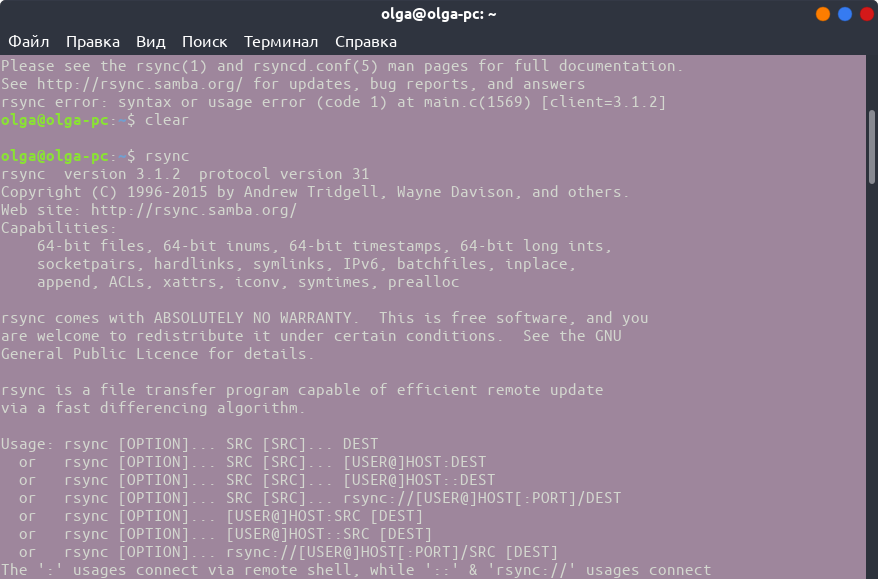 olga@olga-pc: ~
Файл Правка Вид Поиск Терминал Справка
Please see the rsync(1) and rsyncd.conf(5) man pages for full documentation.
See http://rsync.samba.org/ for updates, bug reports, and answers
rsync error: syntax or usage error (code 1) at main.c(1569) [client=3.1.2]
olga@olga-pc:~$ clear
olga@olga-pc:~$ rsync
rsync  version 3.1.2  protocol version 31
Copyright (C) 1996-2015 by Andrew Tridgell, Wayne Davison, and others.
Web site: http://rsync.samba.org/
Capabilities:
    64-bit files, 64-bit inums, 64-bit timestamps, 64-bit long ints,
    socketpairs, hardlinks, symlinks, IPv6, batchfiles, inplace,
    append, ACLs, xattrs, iconv, symtimes, prealloc
rsync comes with ABSOLUTELY NO WARRANTY.  This is free software, and you
are welcome to redistribute it under certain conditions.  See the GNU
General Public Licence for details.
rsync is a file transfer program capable of efficient remote update
via a fast differencing algorithm.
Usage: rsync [OPTION]... SRC [SRC]... DEST
  or   rsync [OPTION]... SRC [SRC]... [USER@]HOST:DEST
  or   rsync [OPTION]... SRC [SRC]... [USER@]HOST::DEST
  or   rsync [OPTION]... SRC [SRC]... rsync://[USER@]HOST[:PORT]/DEST
  or   rsync [OPTION]... [USER@]HOST:SRC [DEST]
  or   rsync [OPTION]... [USER@]HOST::SRC [DEST]
  or   rsync [OPTION]... rsync://[USER@]HOST[:PORT]/SRC [DEST]
The ':' usages connect via remote shell, while '::' & 'rsync://' usages connect